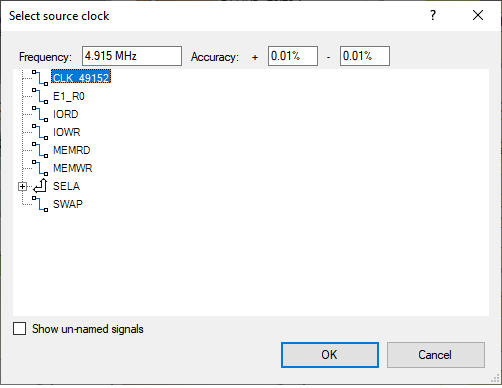 Select source clock
? ×
Frequency: 4.915 MHz Accuracy: + 0.01% - 0.01%
CLK_49152
E1_R0
IORD
IOWR
MEMRD
MEMWR
SELA
SWAP
Show un-named signals
OK Cancel